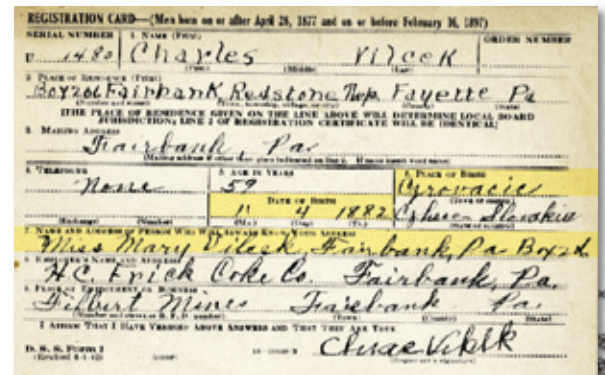 REGISTRATION CARD—(Men born on or after April 28, 1877 and on or before February 16, 1897)
SERIAL NUMBER 1. NAME (Print) ORDER NUMBER
U 1480 Charles Vilcek
(First) (Middle) (Last)
2. PLACE OF RESIDENCE (Print)
Box 201 Fairbank, Redstone Twp. Fayette Pa
(Number and street) (Town, township, village, or city) (County) (State)
[THE PLACE OF RESIDENCE GIVEN ON THE LINE ABOVE WILL DETERMINE LOCAL BOARD
JURISDICTION; LINE 2 OF REGISTRATION CERTIFICATE WILL BE IDENTICAL]
3. MAILING ADDRESS
Fairbank, Pa.
(Mailing address if other than place indicated on line 2. If same insert word same)
4. TELEPHONE 5. AGE IN YEARS 6. PLACE OF BIRTH
None 59
DATE OF BIRTH (Town or county)
4 1882 Slovakia
(Exchange) (Number) (Mo.) (Day) (Yr.) (State or country)
7. NAME AND ADDRESS OF PERSON WHO WILL ALWAYS KNOW YOUR ADDRESS
Miss Mary Vilcek, Fairbank, Pa Box 201
8. EMPLOYER'S NAME AND ADDRESS
H.C. Frick Coke Co. Fairbank, Pa.
9. PLACE OF EMPLOYMENT OR BUSINESS
Filbert Mines Fairbank Pa
(Number and street or R. F. D. number) (Town) (County) (State)
I AFFIRM THAT I HAVE VERIFIED ABOVE ANSWERS AND THAT THEY ARE TRUE
D. S. S. Form 1
(Revised 4-1-42) (over) (Registrant's signature)